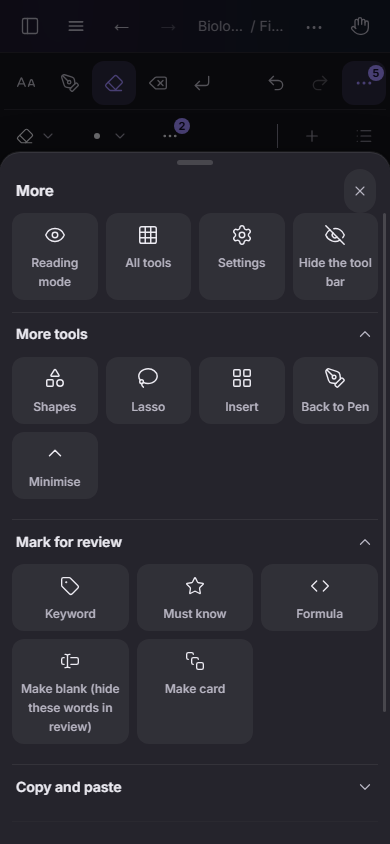 Biolo... / Fi...
AA
5
2
More
Reading mode
All tools
Settings
Hide the tool bar
More tools
Shapes
Lasso
Insert
Back to Pen
Minimise
Mark for review
Keyword
Must know
Formula
Make blank (hide
these words in
review)
Make card
Copy and paste